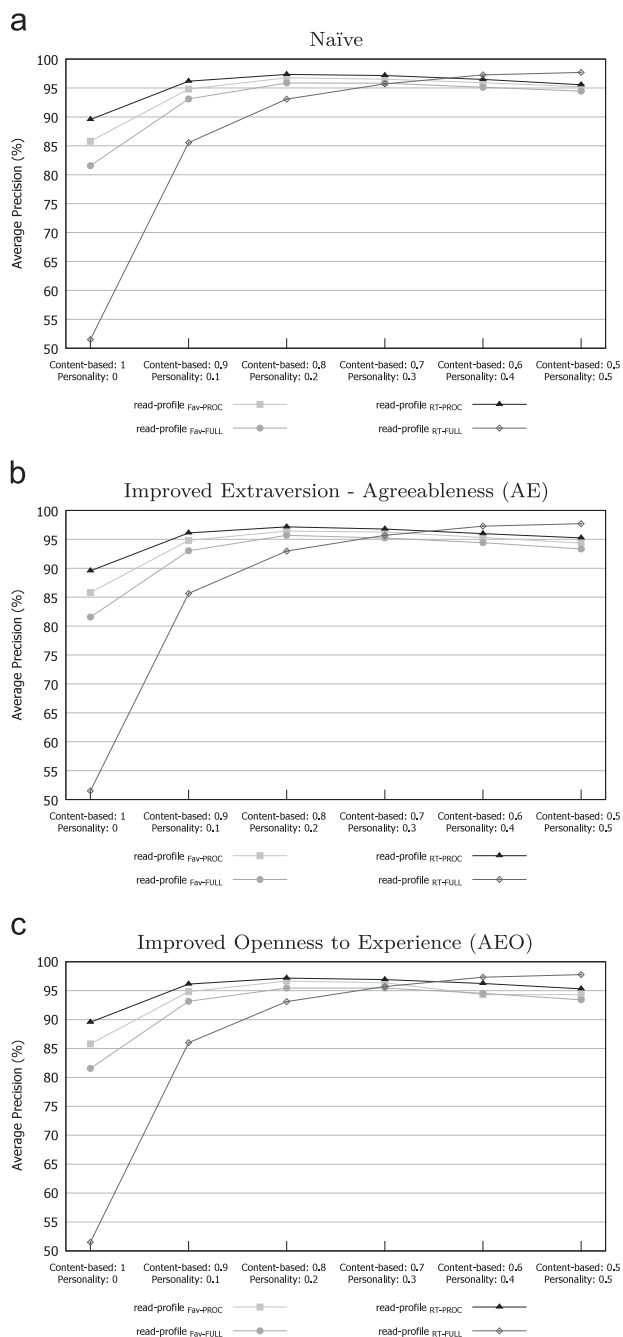 a
Naïve
100
95
90
85
80
75
70
65
60
55
50
Average Precision (%)
Content-based: 1 Content-based: 0.9 Content-based: 0.8 Content-based: 0.7 Content-based: 0.6 Content-based: 0.5
Personality: 0 Personality: 0.1 Personality: 0.2 Personality: 0.3 Personality: 0.4 Personality: 0.5
read-profile Fav-PROC read-profile RT-PROC
read-profile Fav-FULL read-profile RT-FULL
b
Improved Extraversion - Agreeableness (AE)
100
95
90
85
80
75
70
65
60
55
50
Average Precision (%)
Content-based: 1 Content-based: 0.9 Content-based: 0.8 Content-based: 0.7 Content-based: 0.6 Content-based: 0.5
Personality: 0 Personality: 0.1 Personality: 0.2 Personality: 0.3 Personality: 0.4 Personality: 0.5
read-profile Fav-PROC read-profile RT-PROC
read-profile Fav-FULL read-profile RT-FULL
c
Improved Openness to Experience (AEO)
100
95
90
85
80
75
70
65
60
55
50
Average Precision (%)
Content-based: 1 Content-based: 0.9 Content-based: 0.8 Content-based: 0.7 Content-based: 0.6 Content-based: 0.5
Personality: 0 Personality: 0.1 Personality: 0.2 Personality: 0.3 Personality: 0.4 Personality: 0.5
read-profile Fav-PROC read-profile RT-PROC
read-profile Fav-FULL read-profile RT-FULL